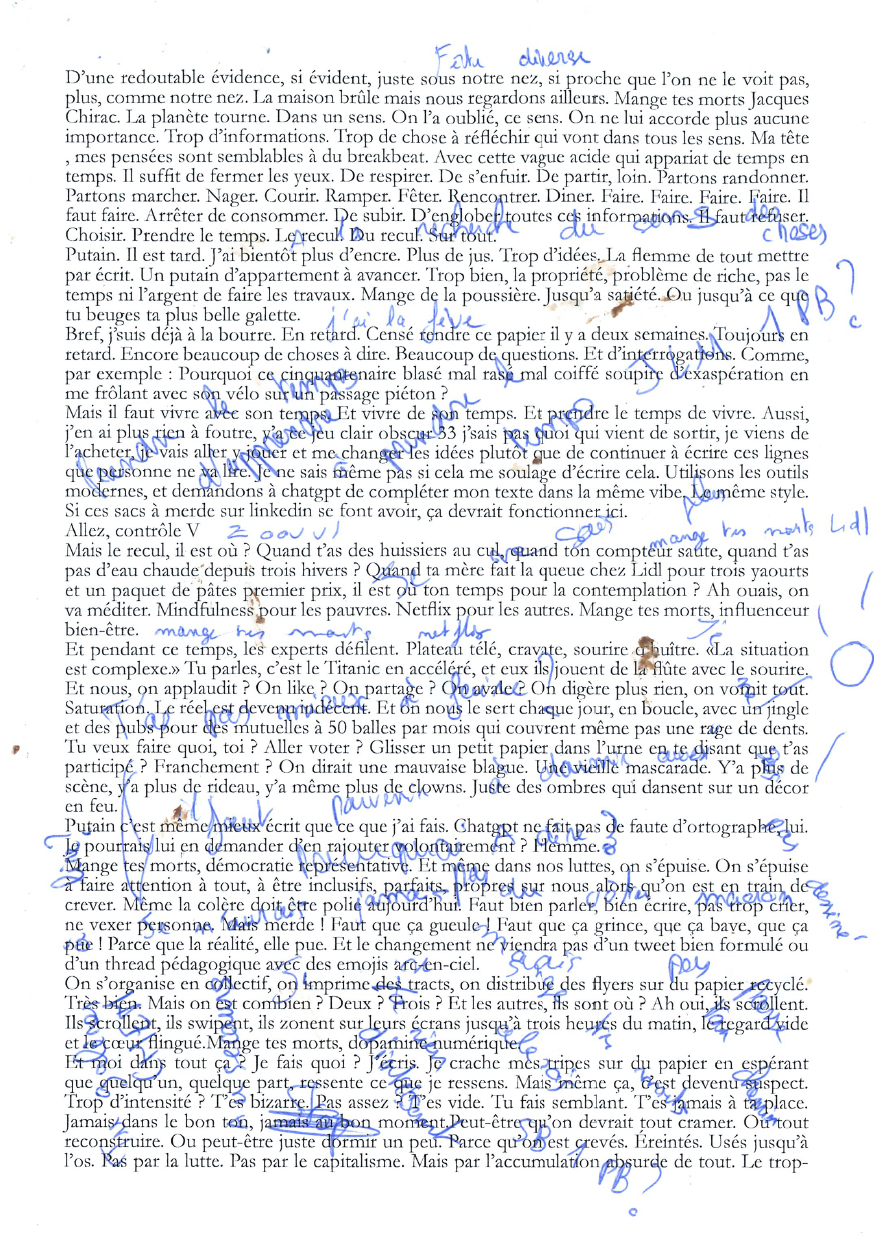 diverse
D'une redoutable évidence, si évident, juste sous notre nez, si proche que l'on ne le voit pas,
plus, comme notre nez. La maison brûle mais nous regardons ailleurs. Mange tes morts Jacques
Chirac. La planète tourne. Dans un sens. On l'a oublié, ce sens. On ne lui accorde plus aucune
importance. Trop d'informations. Trop de chose à réfléchir qui vont dans tous les sens. Ma tête
, mes pensées sont semblables à du breakbeat. Avec cette vague acide qui appariat de temps en
temps. Il suffit de fermer les yeux. De respirer. De s'enfuir. De partir, loin. Partons randonner.
Partons marcher. Nager. Courir. Ramper. Fêter. Rencontrer. Diner. Faire. Faire. Faire. Faire. Il
faut faire. Arrêter de consommer. De subir. D'englober toutes ces informations. Il faut refuser.
à la recherche du sens des choses
Choisir. Prendre le temps. Le recul. Du recul. Sur tout.
Putain. Il est tard. J'ai bientôt plus d'encre. Plus de jus. Trop d'idées. La flemme de tout mettre
par écrit. Un putain d'appartement à avancer. Trop bien, la propriété, problème de riche, pas le
temps ni l'argent de faire les travaux. Mange de la poussière. Jusqu'a satiété. Ou jusqu'à ce que
1 PB ?
tu beuges ta plus belle galette.
j'ai la fève
Bref, j'suis déjà à la bourre. En retard. Censé rendre ce papier il y a deux semaines. Toujours en
retard. Encore beaucoup de choses à dire. Beaucoup de questions. Et d'interrogations. Comme,
par exemple : Pourquoi ce cinquantenaire blasé mal rasé mal coiffé soupire d'exaspération en
me frôlant avec son vélo sur un passage piéton ?
Mais il faut vivre avec son temps. Et vivre de son temps. Et prendre le temps de vivre. Aussi,
prendre le temps d'apprendre à prendre le temps
j'en ai plus rien à foutre, y'a ce jeu clair obscur 33 j'sais pas quoi qui vient de sortir, je viens de
l'acheter, je vais aller y jouer et me changer les idées plutôt que de continuer à écrire ces lignes
que personne ne va lire. Je ne sais même pas si cela me soulage d'écrire cela. Utilisons les outils
modernes, et demandons à chatgpt de compléter mon texte dans la même vibe. Le même style.
Si ces sacs à merde sur linkedin se font avoir, ça devrait fonctionner ici.
Allez, contrôle V
mange tes morts Lidl
Mais le recul, il est où ? Quand t'as des huissiers au cul, quand ton compteur saute, quand t'as
pas d'eau chaude depuis trois hivers ? Quand ta mère fait la queue chez Lidl pour trois yaourts
et un paquet de pâtes premier prix, il est où ton temps pour la contemplation ? Ah ouais, on
va méditer. Mindfulness pour les pauvres. Netflix pour les autres. Mange tes morts, influenceur
bien-être.
mange tes morts netflix
Et pendant ce temps, les experts défilent. Plateau télé, cravate, sourire d'huître. «La situation
est complexe.» Tu parles, c'est le Titanic en accéléré, et eux ils jouent de la flûte avec le sourire.
Et nous, on applaudit ? On like ? On partage ? On avale ? On digère plus rien, on vomit tout.
T'as pas mieux à faire ?
Saturation. Le réel est devenu indécent. Et on nous le sert chaque jour, en boucle, avec un jingle
et des pubs pour des mutuelles à 50 balles par mois qui couvrent même pas une rage de dents.
Tu veux faire quoi, toi ? Aller voter ? Glisser un petit papier dans l'urne en te disant que t'as
participé ? Franchement ? On dirait une mauvaise blague. Une vieille mascarade. Y'a plus de
scène, y'a plus de rideau, y'a même plus de clowns. Juste des ombres qui dansent sur un décor
en feu.
Putain c'est même mieux écrit que ce que j'ai fais. Chatgpt ne fait pas de faute d'ortographe, lui.
Je pourrais lui en demander d'en rajouter volontairement ? Hemme.
Mange tes morts, démocratie representative. Et même dans nos luttes, on s'épuise. On s'épuise
à faire attention à tout, à être inclusifs, parfaits, propres sur nous alors qu'on est en train de
crever. Même la colère doit être polie aujourd'hui. Faut bien parler, bien écrire, pas trop crier,
ne vexer personne. Mais merde ! Faut que ça gueule ! Faut que ça grince, que ça bave, que ça
pue ! Parce que la réalité, elle pue. Et le changement ne viendra pas d'un tweet bien formulé ou
d'un thread pédagogique avec des emojis arc-en-ciel.
On s'organise en collectif, on imprime des tracts, on distribue des flyers sur du papier recyclé.
Très bien. Mais on est combien ? Deux ? Trois ? Et les autres, ils sont où ? Ah oui, ils scrollent.
Ils scrollent, ils swipent, ils zonent sur leurs écrans jusqu'à trois heures du matin, le regard vide
et le cœur flingué.Mange tes morts, dopamine numérique.
Et moi dans tout ça ? Je fais quoi ? J'écris. Je crache mes tripes sur du papier en espérant
que quelqu'un, quelque part, ressente ce que je ressens. Mais même ça, c'est devenu suspect.
Trop d'intensité ? T'es bizarre. Pas assez ? T'es vide. Tu fais semblant. T'es jamais à ta place.
Jamais dans le bon ton, jamais au bon moment.Peut-être qu'on devrait tout cramer. Ou tout
reconstruire. Ou peut-être juste dormir un peu. Parce qu'on est crevés. Éreintés. Usés jusqu'à
l'os. Pas par la lutte. Pas par le capitalisme. Mais par l'accumulation absurde de tout. Le trop-
PB ?